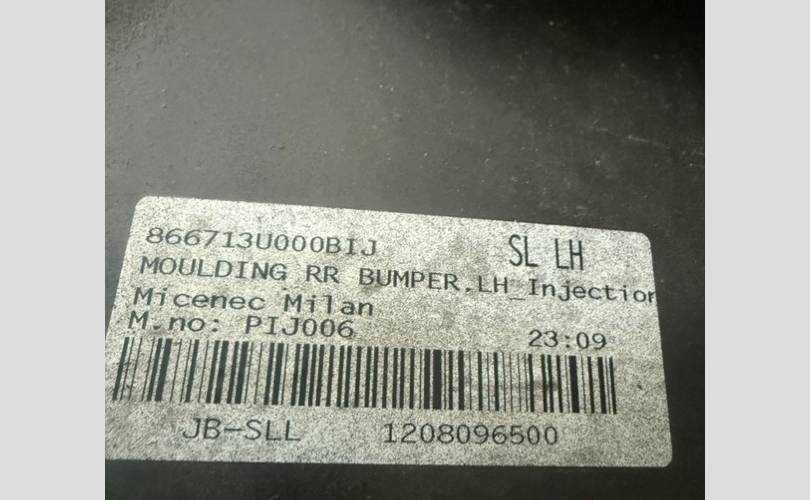 866713U000BIJ SL LH
MOULDING RR BUMPER.LH_Injection
Micenec Milan
M.no: PIJ006 23:09
JB-SLL 1208096500